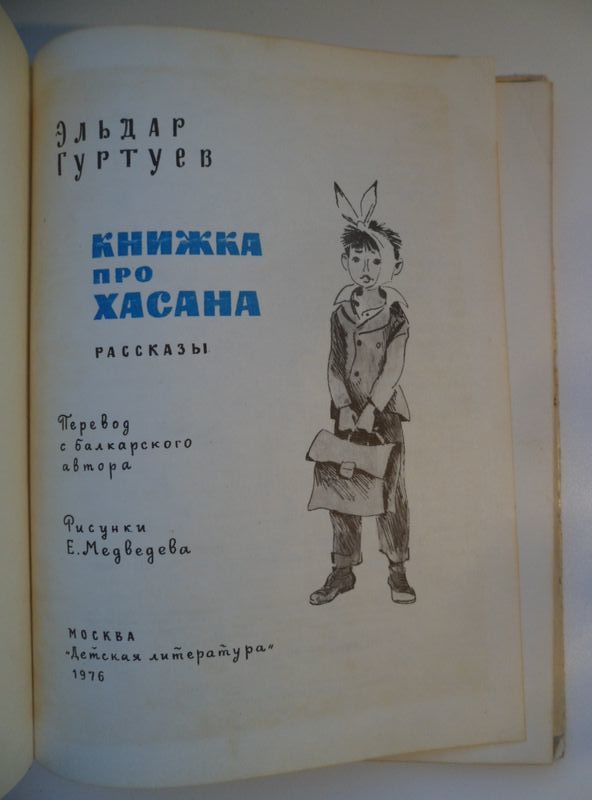 Эльдар
Гуртуев
КНИЖКА
ПРО
ХАСАНА
РАССКАЗЫ
Перевод
с балкарского
автора
Рисунки
Е. Медведева
МОСКВА
"Детская литература"
1976